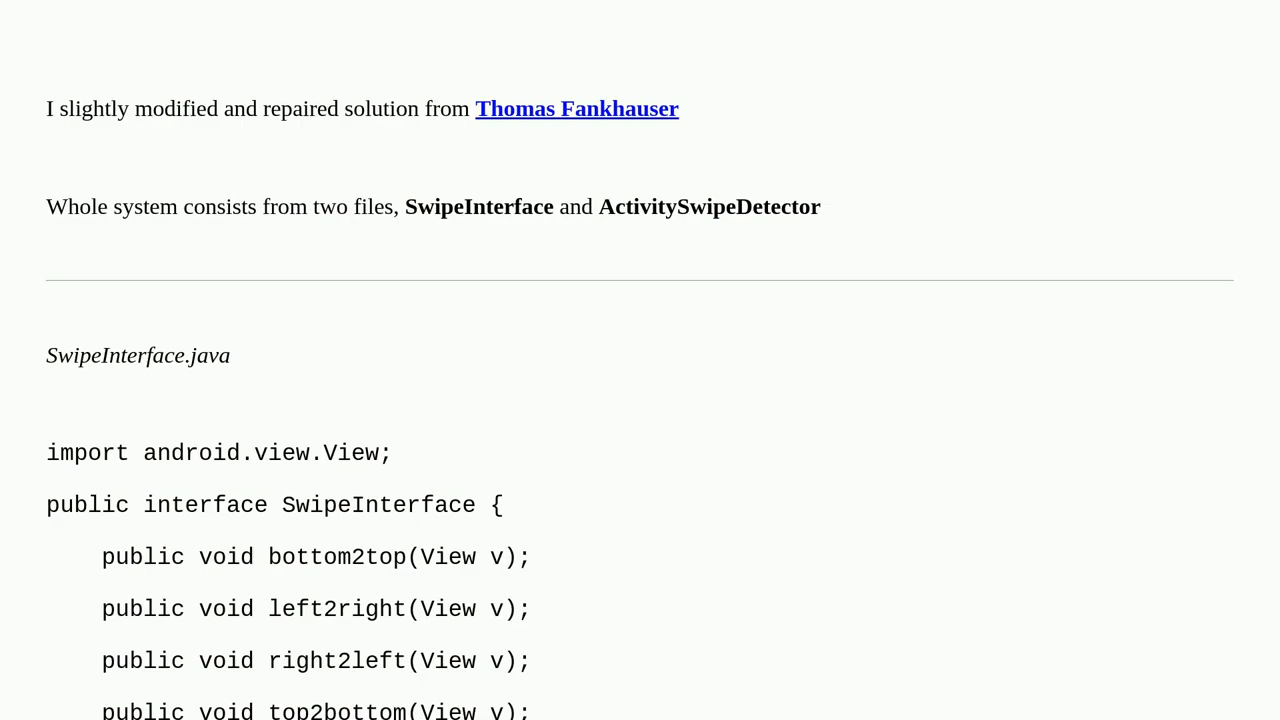 I slightly modified and repaired solution from Thomas Fankhauser
Whole system consists from two files, SwipeInterface and ActivitySwipeDetector
SwipeInterface.java
import android.view.View;
public interface SwipeInterface {
    public void bottom2top(View v);
    public void left2right(View v);
    public void right2left(View v);
    public void top2bottom(View v);